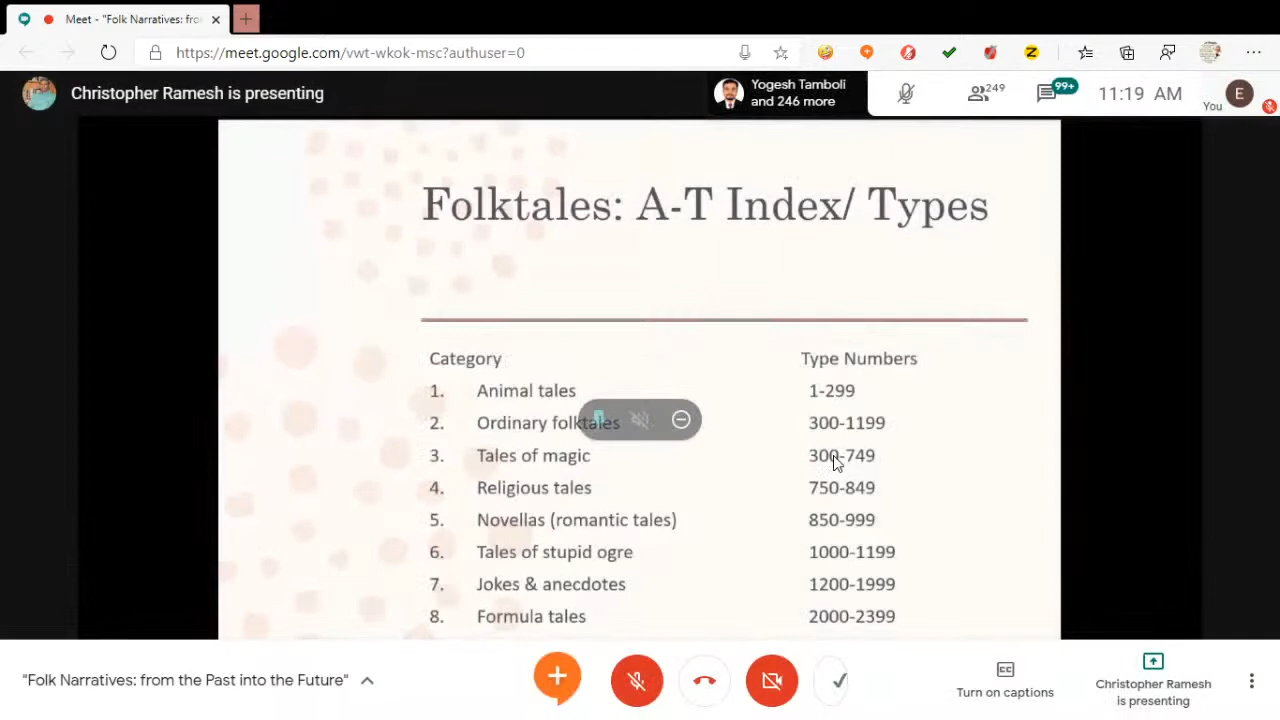 Meet - "Folk Narratives: fro
https://meet.google.com/vwt-wkok-msc?authuser=0
Christopher Ramesh is presenting
Yogesh Tamboli
and 246 more
249
99+
11:19 AM
You
E
Folktales: A-T Index/ Types
Category Type Numbers
1. Animal tales 1-299
2. Ordinary folktales 300-1199
3. Tales of magic 300-749
4. Religious tales 750-849
5. Novellas (romantic tales) 850-999
6. Tales of stupid ogre 1000-1199
7. Jokes & anecdotes 1200-1999
8. Formula tales 2000-2399
"Folk Narratives: from the Past into the Future"
CC
Turn on captions
Christopher Ramesh
is presenting